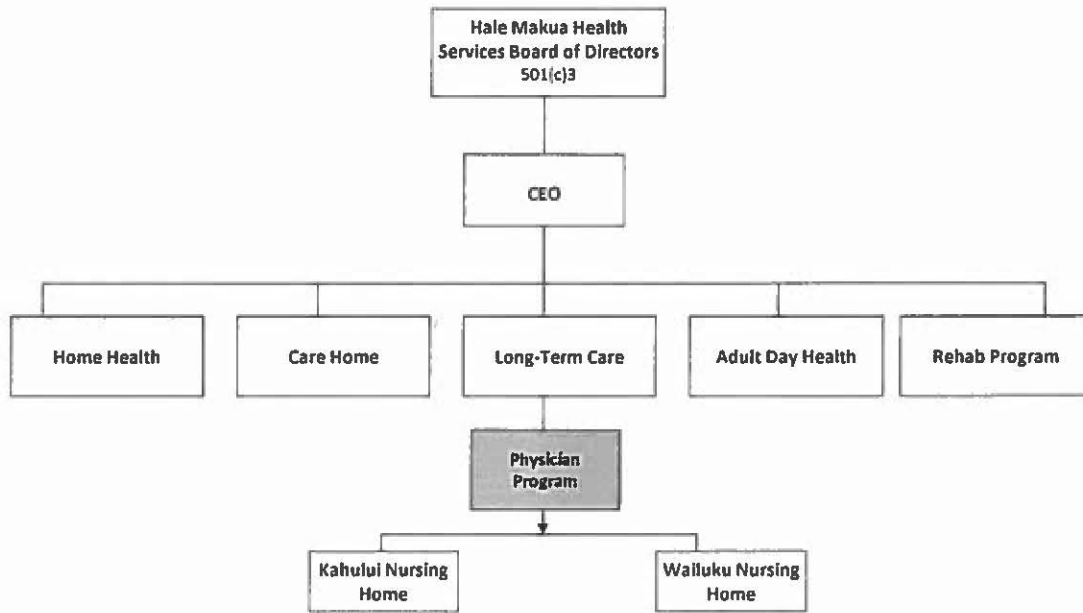 Hale Makua Health
Services Board of Directors
501(c)3
CEO
Home Health
Care Home
Long-Term Care
Adult Day Health
Rehab Program
Physician
Program
Kahului Nursing
Home
Wailuku Nursing
Home